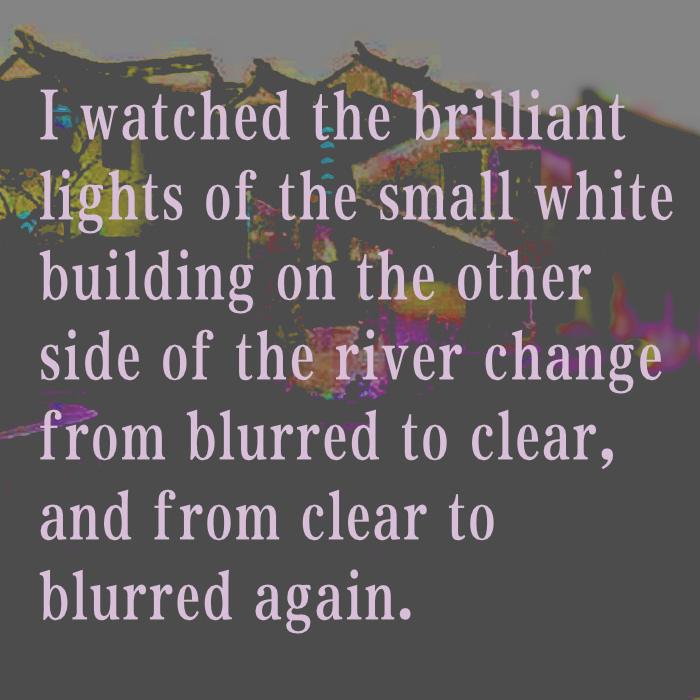 I watched the brilliant
lights of the small white
building on the other
side of the river change
from blurred to clear,
and from clear to
blurred again.